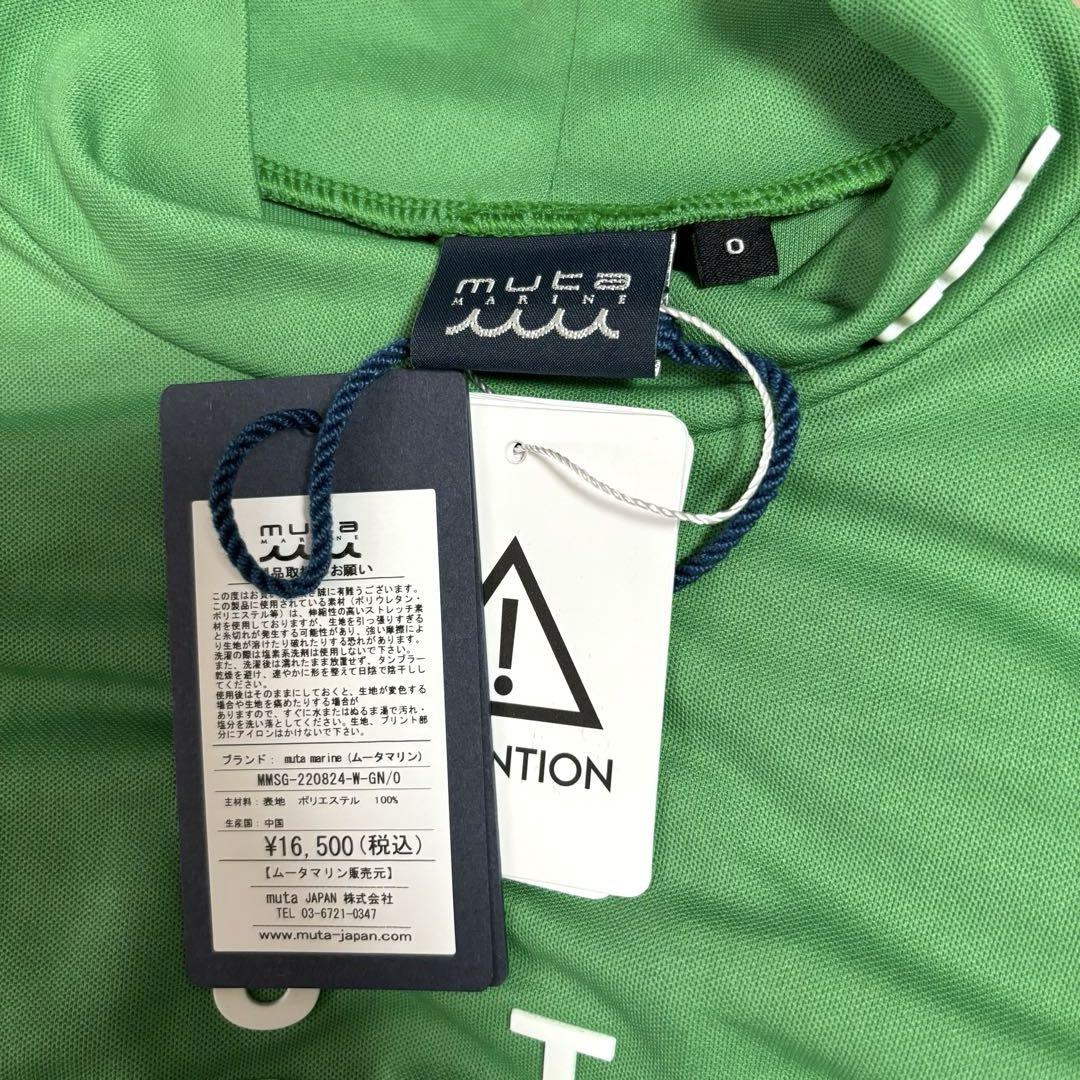 muta
MARINE
0
muta
MARINE
品取扱 お願い
この度はお買 誠に有難うございます。
この製品に使用されている素材(ポリウレタン・
ポリエステル等)は、伸縮性の高いストレッチ素
材を使用しておりますが、生地を引っ張りすぎる
と糸切れが発生する可能性があり、強い摩擦によ
り生地が溶けたり破れたりする恐れがあります。
洗濯の際は塩素系洗剤は使用しないで下さい。
また、洗濯後は濡れたまま放置せず、タンブラー
乾燥を避け、速やかに形を整えて日陰で陰干しし
てください。
使用後はそのままにしておくと、生地が変色する
場合や生地を痛めたりする場合が
ありますので、すぐに水またはぬるま湯で汚れ・
塩分を洗い落としてください。生地、プリント部
分にアイロンはかけないで下さい。
ブランド: muta marine(ムータマリン)
MMSG-220824-W-GN/0
主材料:表地 ポリエステル 100%
生産国:中国
¥16,500(税込)
【ムータマリン販売元】
muta JAPAN 株式会社
TEL 03-6721-0347
www.muta-japan.com
!
NTION
T